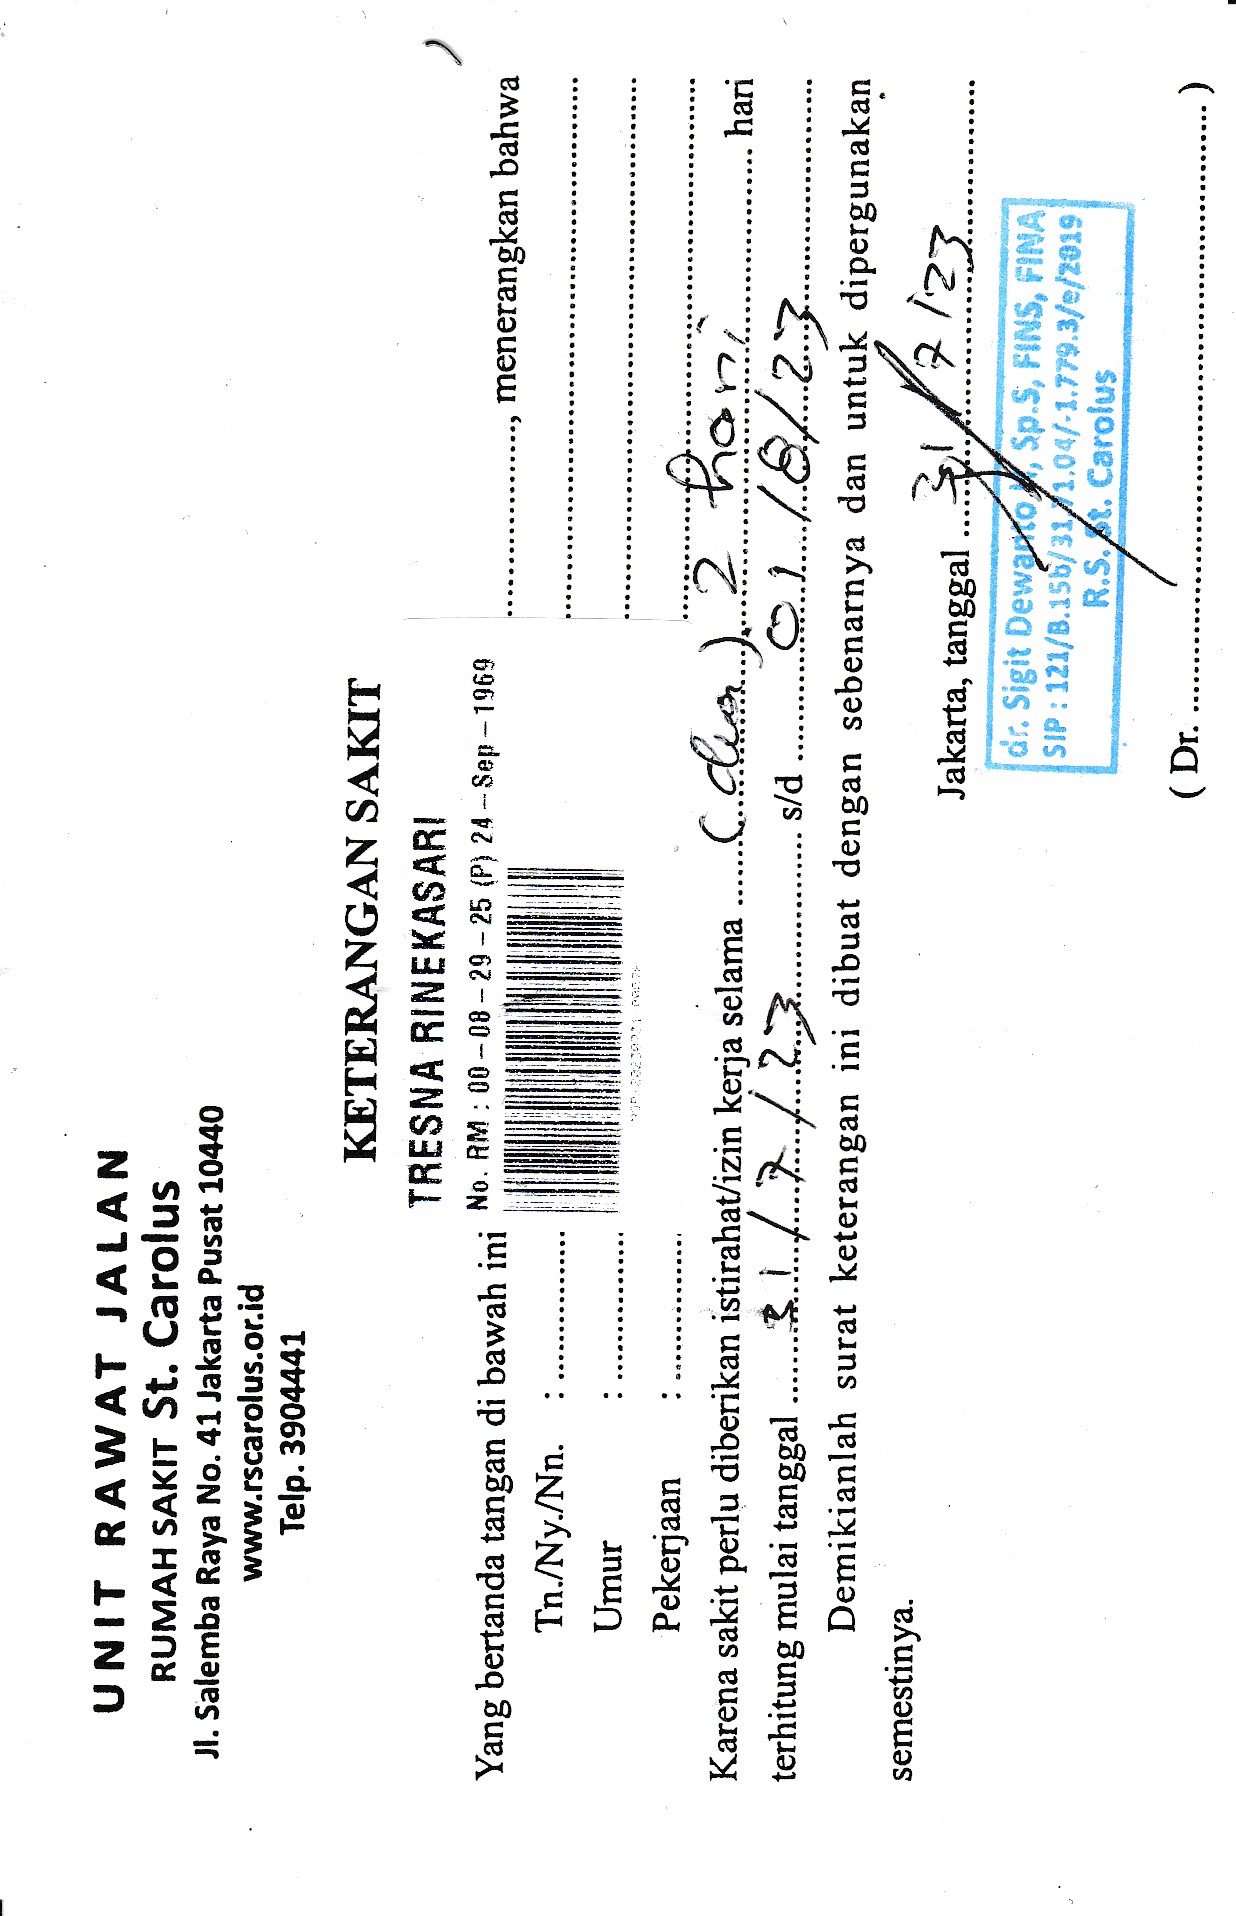 UNIT RAWAT JALAN
RUMAH SAKIT St. Carolus
Jl. Salemba Raya No. 41 Jakarta Pusat 10440
www.rscarolus.or.id
Telp. 3904441
KETERANGAN SAKIT
TRESNA RINEKASARI
No. RM : 00-08-29-25 (P) 24-Sep-1969
Yang bertanda tangan di bawah ini ..................., menerangkan bahwa
Tn./Ny./Nn. : ...............
Umur : ...............
Pekerjaan : ...............
Karena sakit perlu diberikan istirahat/izin kerja selama ......(dua). 2 hari .................. hari
terhitung mulai tanggal ........31/7/23................ s/d ...........01/8/23......................
Demikianlah surat keterangan ini dibuat dengan sebenarnya dan untuk dipergunakan
semestinya.
Jakarta, tanggal ....31/7/23..............
dr. Sigit Dewanto H, Sp.S, FINS, FINA
SIP : 121/B.15b/31.71.04/-1.779.3/e/2019
R.S. St. Carolus
( Dr. ............................................................. )